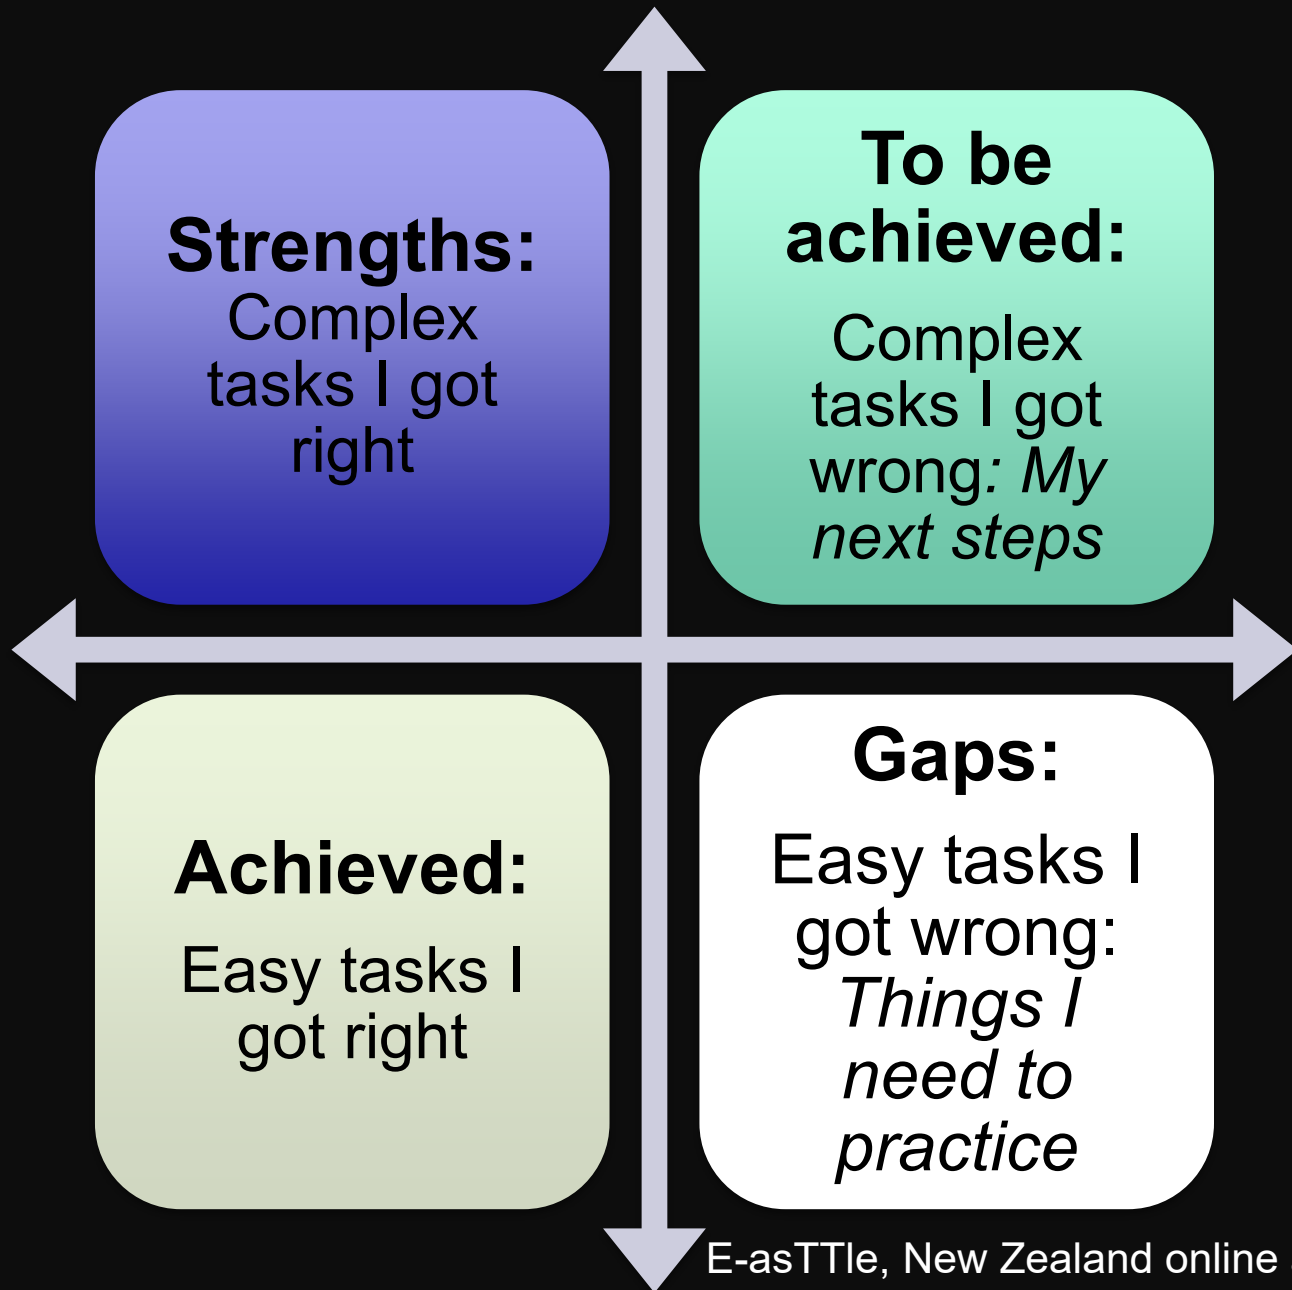 Strengths:
Complex
tasks I got
right
To be
achieved:
Complex
tasks I got
wrong: My
next steps
Achieved:
Easy tasks I
got right
Gaps:
Easy tasks I
got wrong:
Things I
need to
practice
E-asTTle, New Zealand online